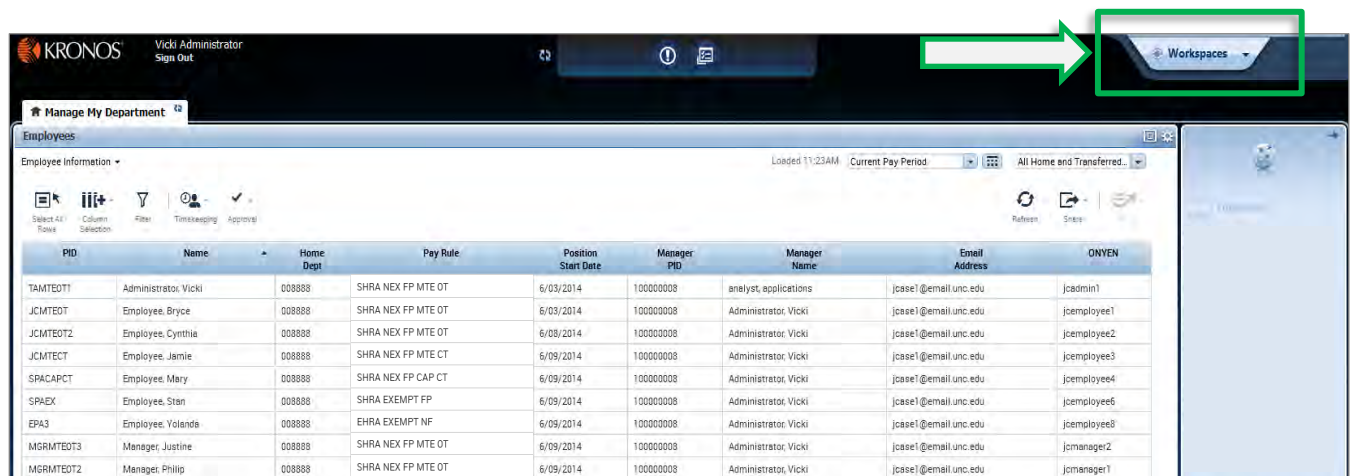 KRONOS Vicki Administrator
Sign Out
Workspaces
Manage My Department
Employees
Employee Information Loaded 11:23AM Current Pay Period All Home and Transferred...
Select All Rows Column Selection Filter Timekeeping Approval Refresh Share
PID Name Home Dept Pay Rule Position Start Date Manager PID Manager Name Email Address ONYEN
TAMTEOT1 Administrator, Vicki 008888 SHRA NEX FP MTE OT 6/03/2014 100000008 analyst, applications jcase1@email.unc.edu jcadmin1
JCMTEOT Employee, Bryce 008888 SHRA NEX FP MTE OT 6/03/2014 100000008 Administrator, Vicki jcase1@email.unc.edu jcemployee1
JCMTEOT2 Employee, Cynthia 008888 SHRA NEX FP MTE OT 6/08/2014 100000008 Administrator, Vicki jcase1@email.unc.edu jcemployee2
JCMTECT Employee, Jamie 008888 SHRA NEX FP MTE CT 6/09/2014 100000008 Administrator, Vicki jcase1@email.unc.edu jcemployee3
SPACAPCT Employee, Mary 008888 SHRA NEX FP CAP CT 6/09/2014 100000008 Administrator, Vicki jcase1@email.unc.edu jcemployee4
SPAEX Employee, Stan 008888 SHRA EXEMPT FP 6/09/2014 100000008 Administrator, Vicki jcase1@email.unc.edu jcemployee6
EPA3 Employee, Yolanda 008888 EHRA EXEMPT NF 6/09/2014 100000008 Administrator, Vicki jcase1@email.unc.edu jcemployee8
MGRMTEOT3 Manager, Justine 008888 SHRA NEX FP MTE OT 6/09/2014 100000008 Administrator, Vicki jcase1@email.unc.edu jcmanager2
MGRMTEOT2 Manager, Philip 008888 SHRA NEX FP MTE OT 6/09/2014 100000008 Administrator, Vicki jcase1@email.unc.edu jcmanager1